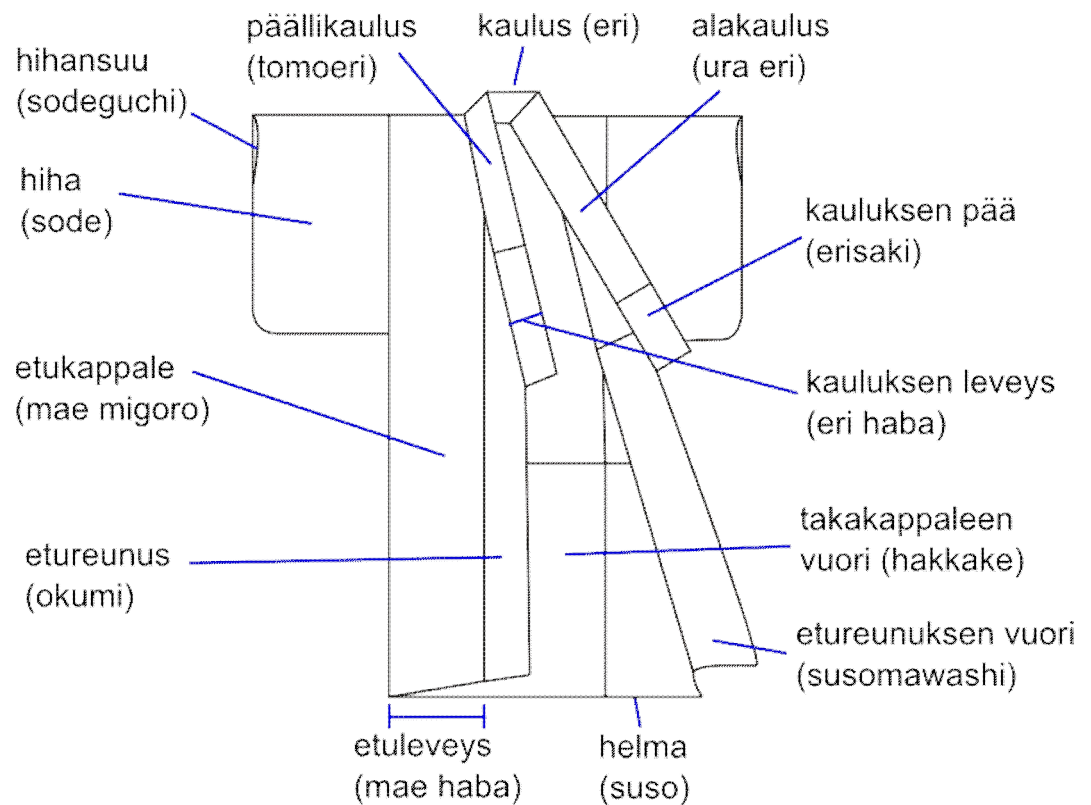 päällikaulus
(tomoeri)
kaulus (eri)
alakaulus
(ura eri)
hihansuu
(sodeguchi)
hiha
(sode)
kauluksen pää
(erisaki)
etukappale
(mae migoro)
kauluksen leveys
(eri haba)
etureunus
(okumi)
takakappaleen
vuori (hakkake)
etureunuksen vuori
(susomawashi)
etuleveys
(mae haba)
helma
(suso)